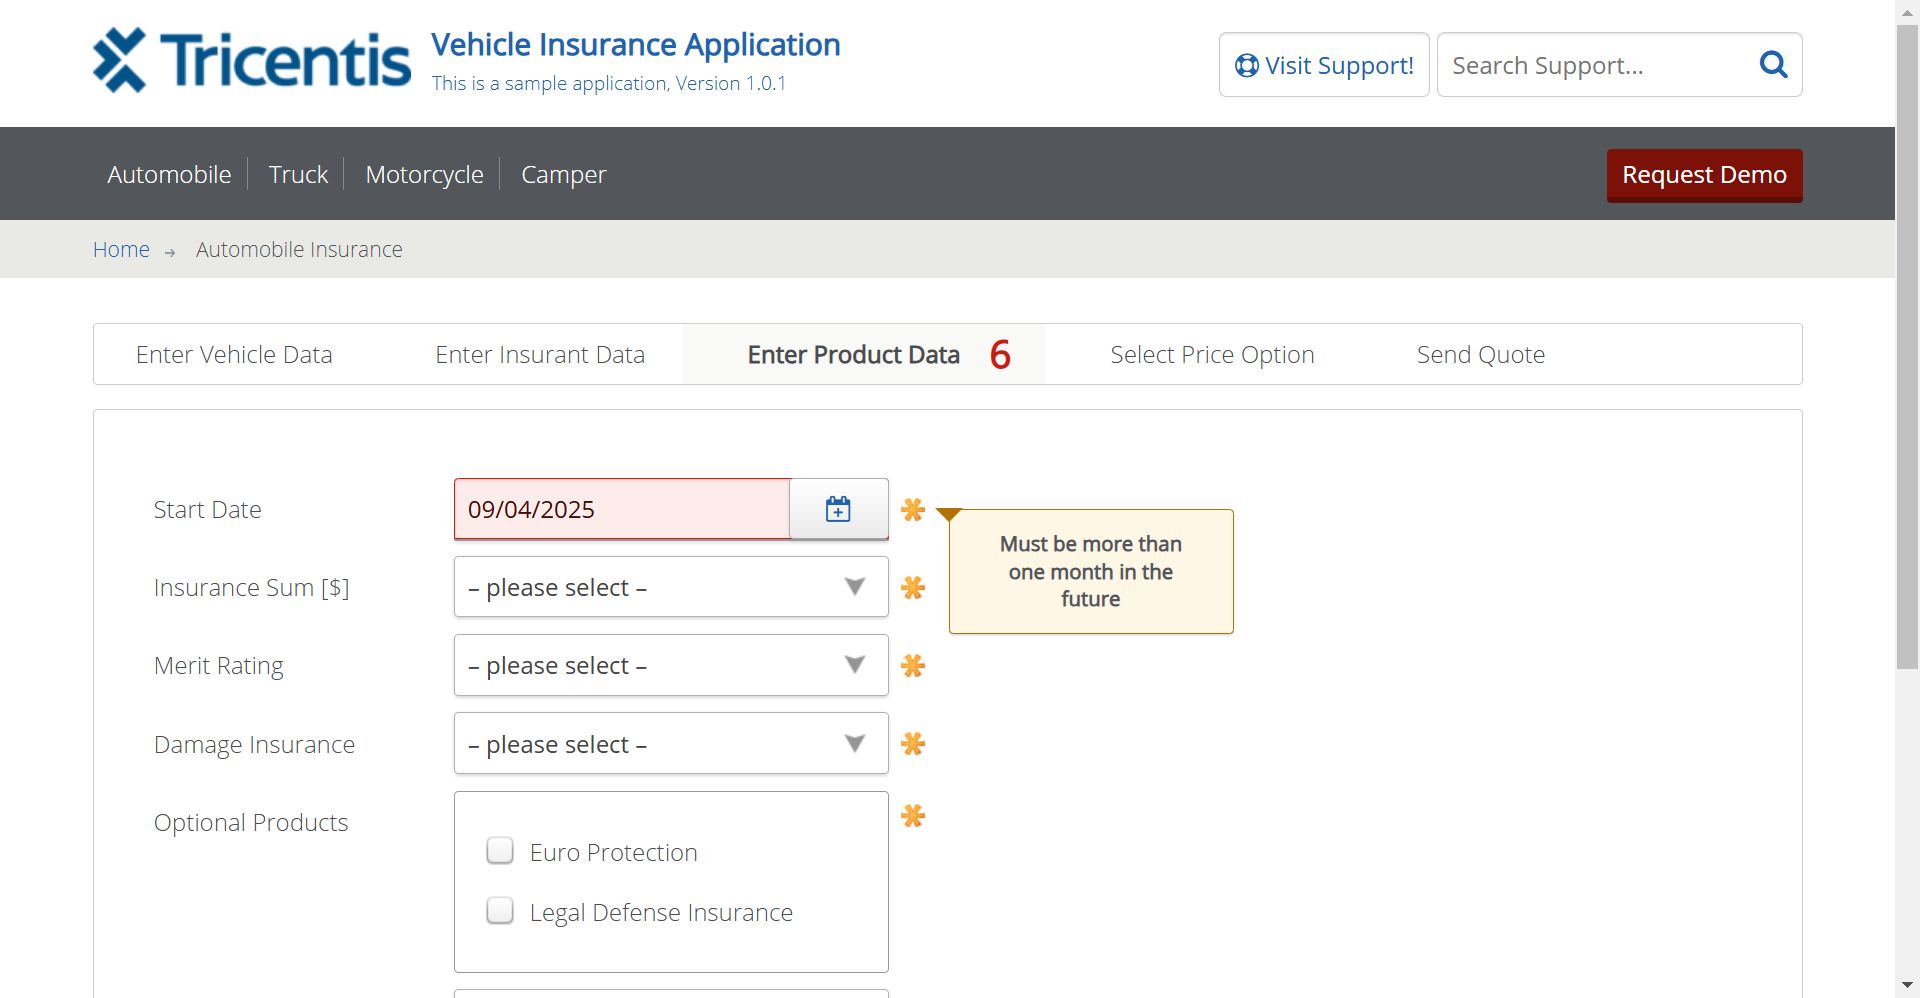 Tricentis
Vehicle Insurance Application
This is a sample application, Version 1.0.1
Visit Support!
Search Support...
Automobile
Truck
Motorcycle
Camper
Request Demo
Home
Automobile Insurance
Enter Vehicle Data
Enter Insurant Data
Enter Product Data 6
Select Price Option
Send Quote
Start Date
09/04/2025
Must be more than
one month in the
future
Insurance Sum [$]
– please select –
Merit Rating
– please select –
Damage Insurance
– please select –
Optional Products
Euro Protection
Legal Defense Insurance